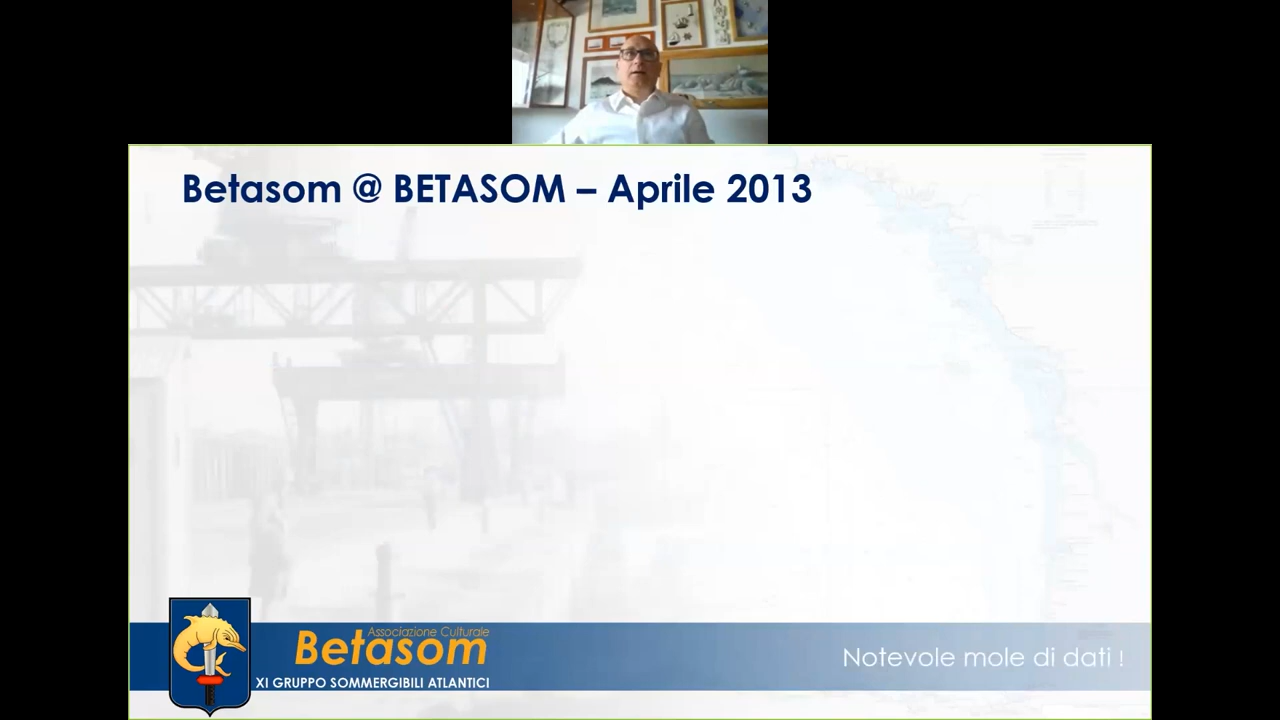 Betasom @ BETASOM – Aprile 2013
Associazione Culturale
Betasom
XI GRUPPO SOMMERGIBILI ATLANTICI
Notevole mole di dati !